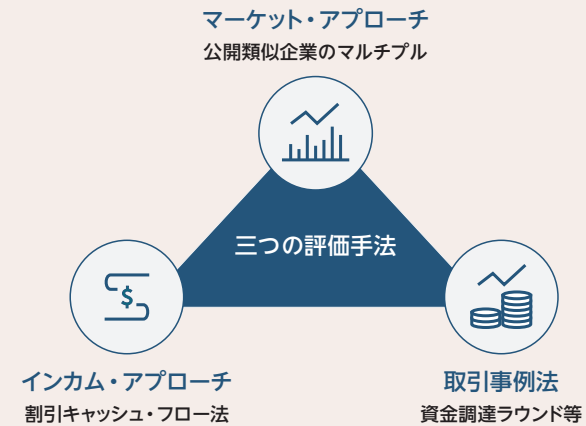 マーケット・アプローチ
公開類似企業のマルチプル
三つの評価手法
$
インカム・アプローチ
割引キャッシュ・フロー法
取引事例法
資金調達ラウンド等